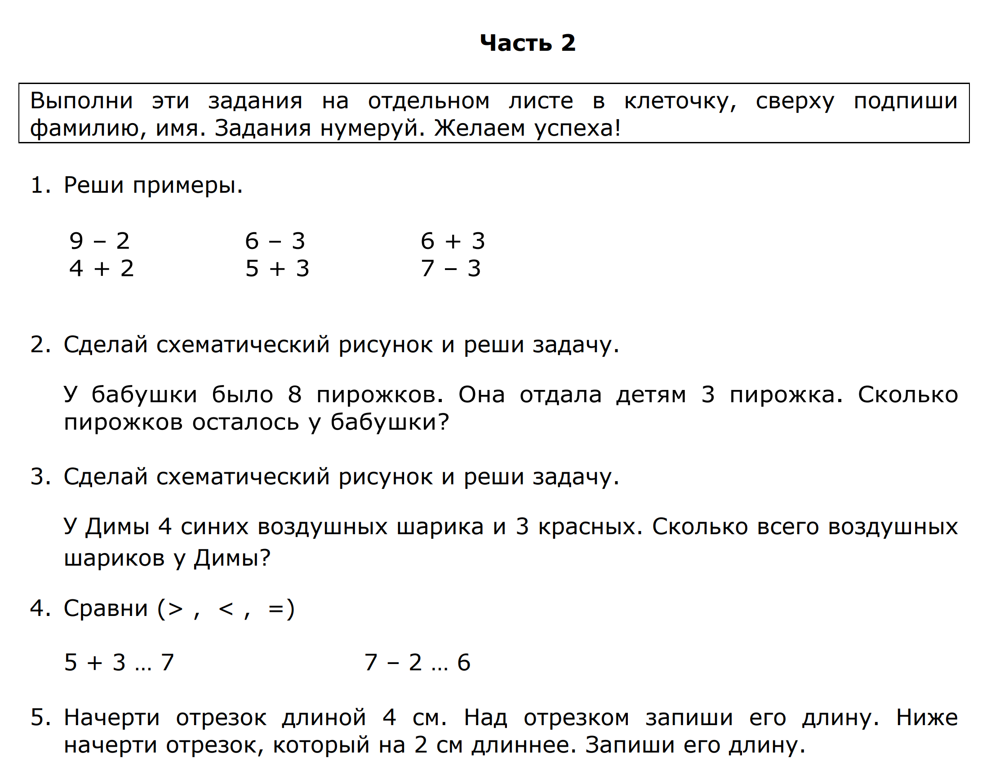 Часть 2
Выполни эти задания на отдельном листе в клеточку, сверху подпиши
фамилию, имя. Задания нумеруй. Желаем успеха!
1. Реши примеры.
9 – 2 6 – 3 6 + 3
4 + 2 5 + 3 7 – 3
2. Сделай схематический рисунок и реши задачу.
У бабушки было 8 пирожков. Она отдала детям 3 пирожка. Сколько
пирожков осталось у бабушки?
3. Сделай схематический рисунок и реши задачу.
У Димы 4 синих воздушных шарика и 3 красных. Сколько всего воздушных
шариков у Димы?
4. Сравни (> , < , =)
5 + 3 … 7 7 – 2 … 6
5. Начерти отрезок длиной 4 см. Над отрезком запиши его длину. Ниже
начерти отрезок, который на 2 см длиннее. Запиши его длину.